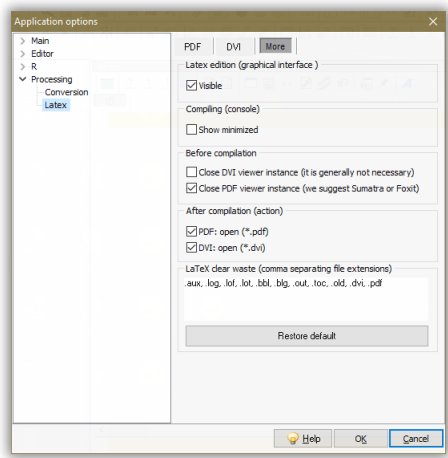 Application options
Main
Editor
R
Processing
Conversion
Latex
PDF DVI More
Latex edition (graphical interface )
Visible
Compiling (console)
Show minimized
Before compilation
Close DVI viewer instance (it is generally not necessary)
Close PDF viewer instance (we suggest Sumatra or Foxit)
After compilation (action)
PDF: open (*.pdf)
DVI: open (*.dvi)
LaTeX clear waste (comma separating file extensions)
.aux, .log, .lof, .lot, .bbl, .blg, .out, .toc, .old, .dvi, .pdf
Restore default
Help OK Cancel